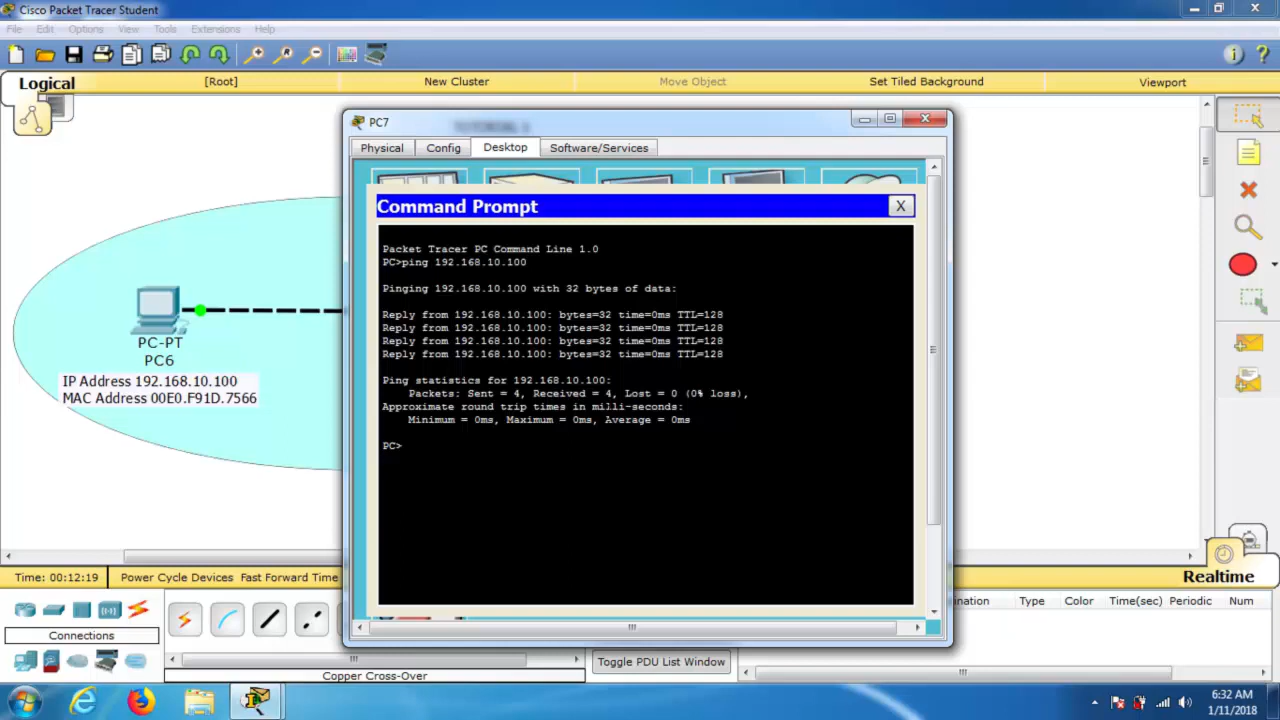 Cisco Packet Tracer Student
File Edit Options View Tools Extensions Help
Logical
[Root]
New Cluster
Move Object
Set Tiled Background
Viewport
PC7
TUTORIAL 1
Physical Config Desktop Software/Services
Command Prompt X
Packet Tracer PC Command Line 1.0
PC>ping 192.168.10.100
Pinging 192.168.10.100 with 32 bytes of data:
Reply from 192.168.10.100: bytes=32 time=0ms TTL=128
Reply from 192.168.10.100: bytes=32 time=0ms TTL=128
Reply from 192.168.10.100: bytes=32 time=0ms TTL=128
Reply from 192.168.10.100: bytes=32 time=0ms TTL=128
Ping statistics for 192.168.10.100:
Packets: Sent = 4, Received = 4, Lost = 0 (0% loss),
Approximate round trip times in milli-seconds:
Minimum = 0ms, Maximum = 0ms, Average = 0ms
PC>
PC-PT
PC6
IP Address 192.168.10.100
MAC Address 00E0.F91D.7566
Time: 00:12:19 Power Cycle Devices Fast Forward Time
Realtime
Connections
Copper Cross-Over
Toggle PDU List Window
ination Type Color Time(sec) Periodic Num
6:32 AM
1/11/2018